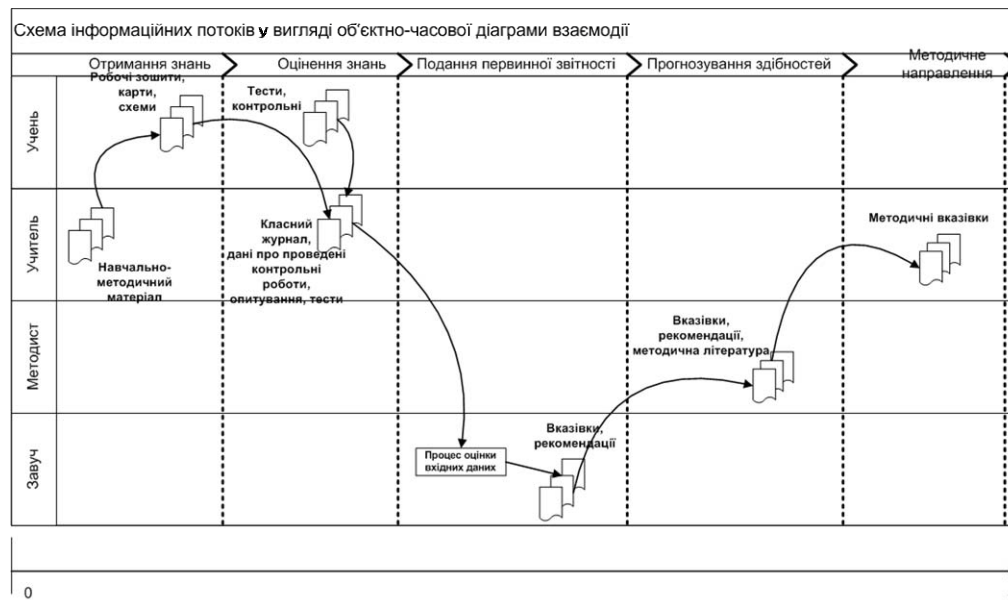 Схема інформаційних потоків у вигляді об'єктно-часової діаграми взаємодії
Отримання знань
Оцінення знань
Подання первинної звітності
Прогнозування здібностей
Методичне
направлення
Учень
Робочі зошити,
карти,
схеми
Тести,
контрольні
Учитель
Навчально-
методичний
матеріал
Класний
журнал,
дані про проведені
контрольні
роботи,
опитування, тести
Методичні вказівки
Методист
Вказівки,
рекомендації,
методична література
Завуч
Процес оцінки
вхідних даних
Вказівки,
рекомендації
0